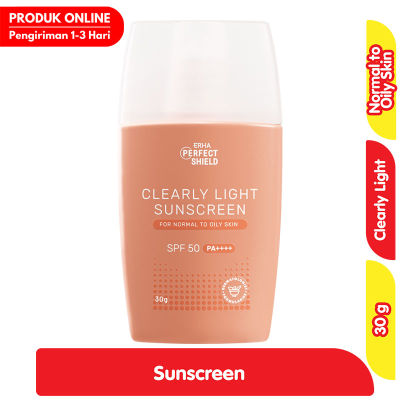 PRODUK ONLINE
Pengiriman 1-3 Hari
ERHA
PERFECT
SHIELD
CLEARLY LIGHT
SUNSCREEN
FOR NORMAL TO OILY SKIN
SPF 50 PA++++
30g
Normal to
Oily Skin
Clearly Light
30 g
Sunscreen